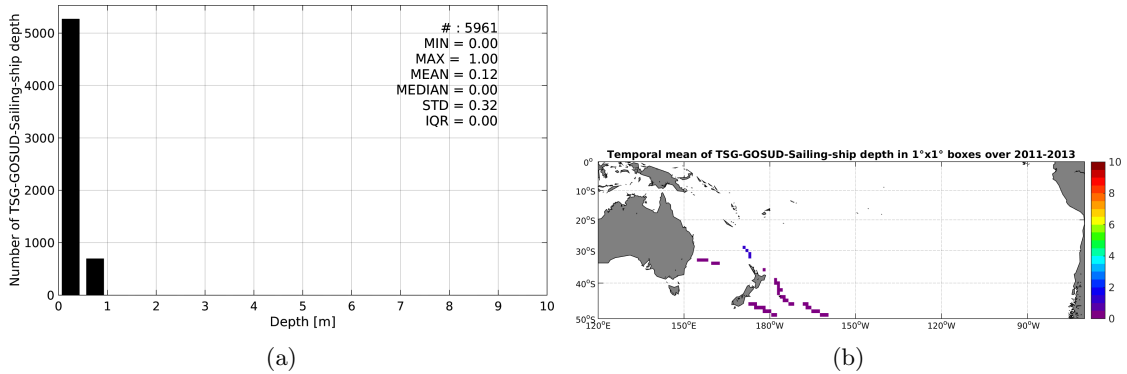 Number of TSG-GOSUD-Sailing-ship depth
5000
4000
3000
2000
1000
0
# : 5961
MIN = 0.00
MAX = 1.00
MEAN = 0.12
MEDIAN = 0.00
STD = 0.32
IQR = 0.00
0 1 2 3 4 5 6 7 8 9 10
Depth [m]
(a)
Temporal mean of TSG-GOSUD-Sailing-ship depth in 1°x1° boxes over 2011-2013
0°
10°S
20°S
30°S
40°S
50°S
120°E 150°E 180°W 150°W 120°W 90°W
10
8
6
4
2
0
(b)